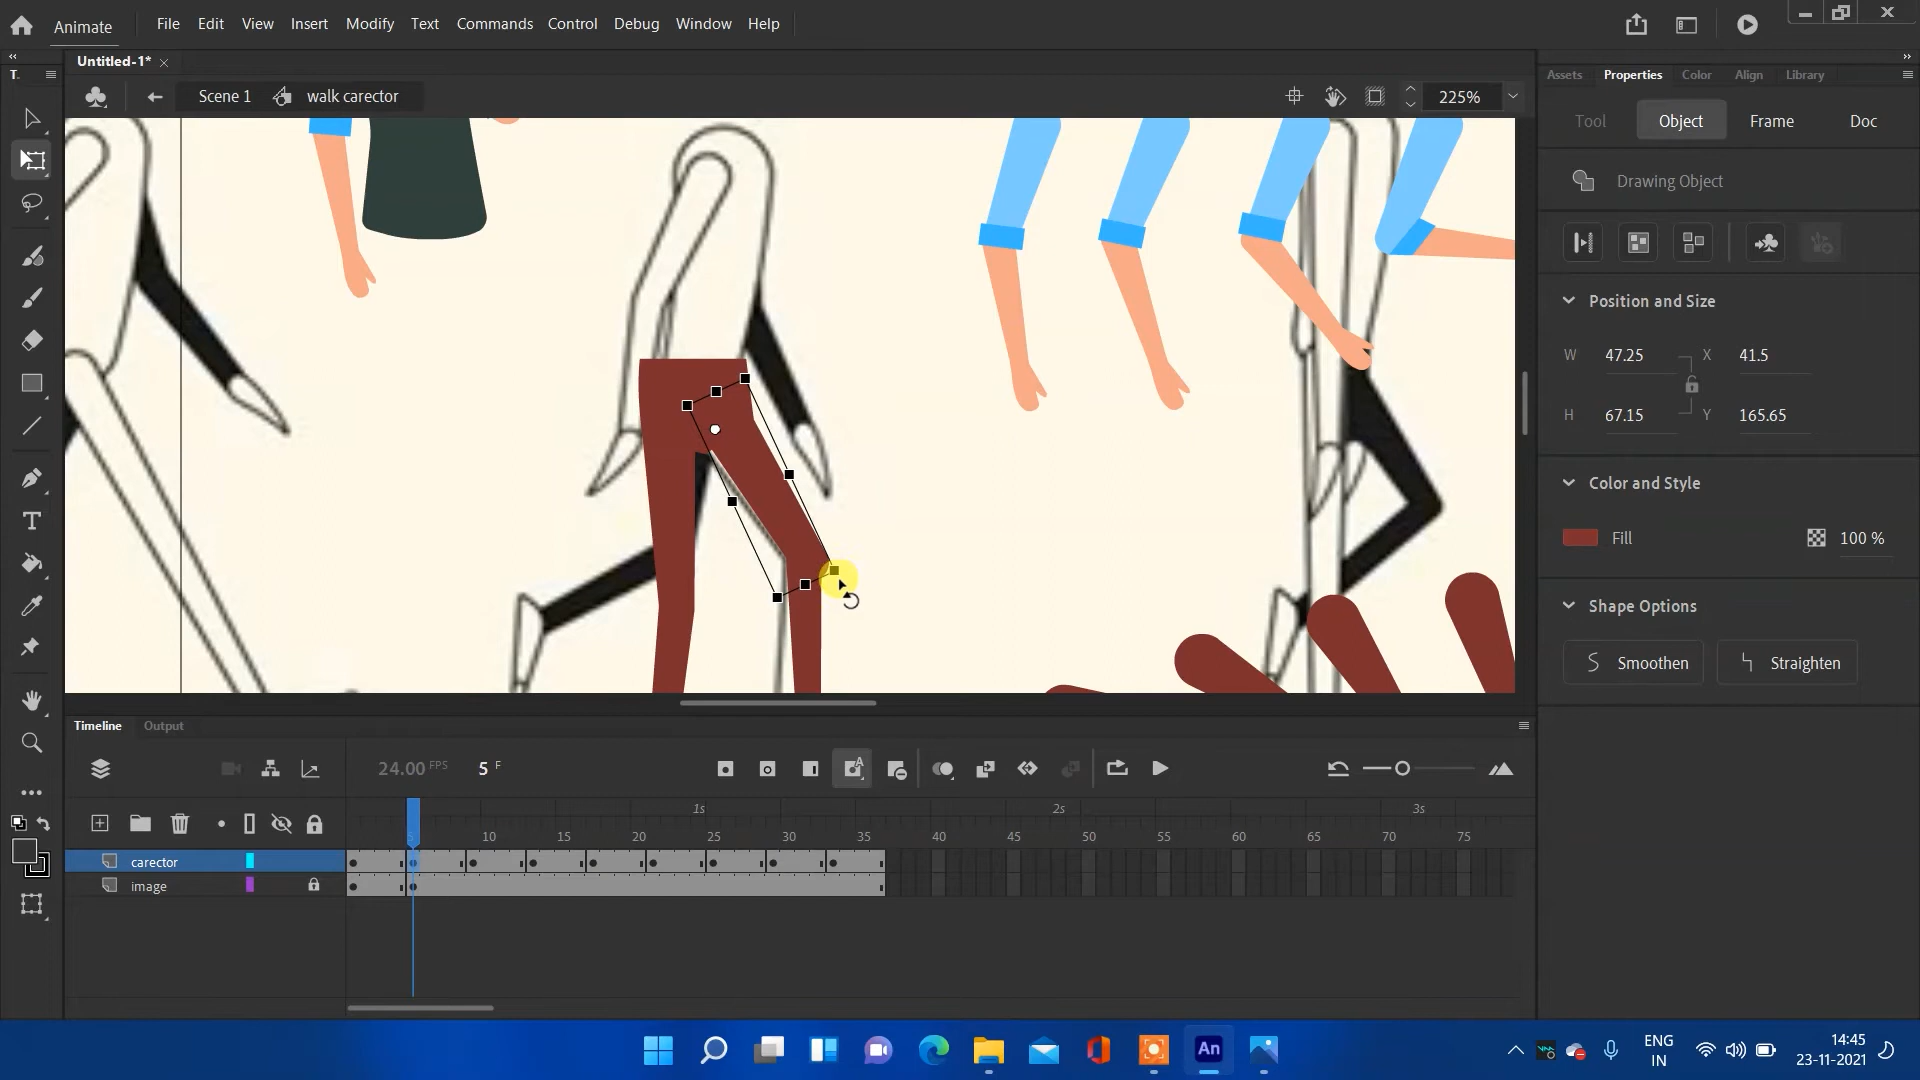 Animate File Edit View Insert Modify Text Commands Control Debug Window Help
Untitled-1*
T.
Assets Properties Color Align Library
Scene 1 walk carector 225%
Tool Object Frame Doc
Drawing Object
Position and Size
W 47.25 X 41.5
H 67.15 Y 165.65
Color and Style
Fill 100 %
Shape Options
Smoothen Straighten
T
Timeline Output
24.00 FPS 5 F
A
1s 2s 3s
5 10 15 20 25 30 35 40 45 50 55 60 65 70 75
carector
image
An
ENG
IN
14:45
23-11-2021